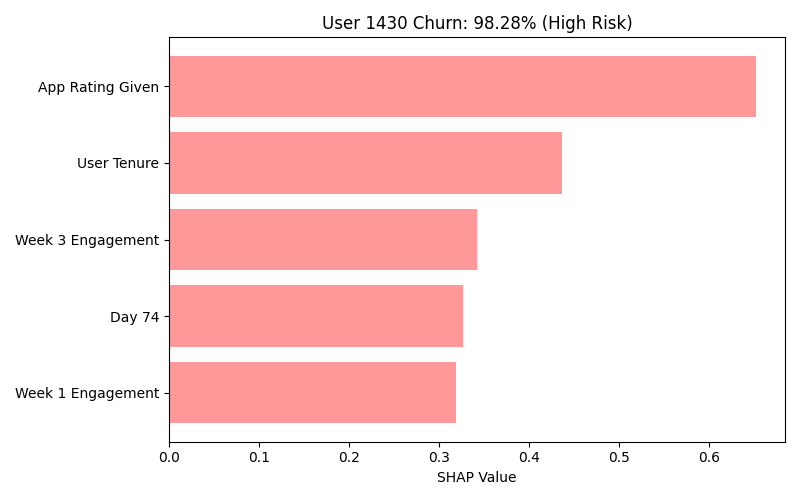 User 1430 Churn: 98.28% (High Risk)
App Rating Given
User Tenure
Week 3 Engagement
Day 74
Week 1 Engagement
0.0 0.1 0.2 0.3 0.4 0.5 0.6
SHAP Value